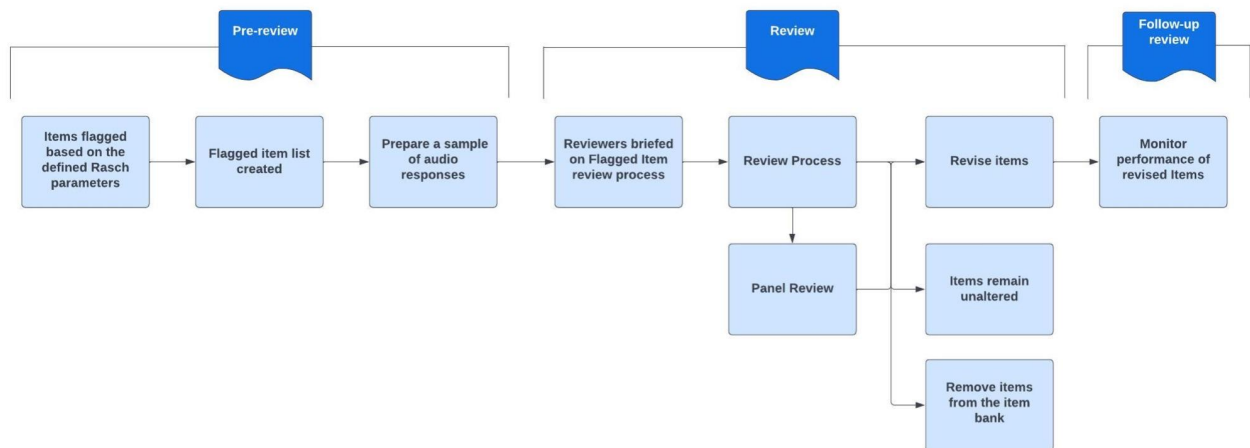 Pre-review
Review
Follow-up
review
Items flagged
based on the
defined Rasch
parameters
Flagged item list
created
Prepare a sample
of audio
responses
Reviewers briefed
on Flagged Item
review process
Review Process
Revise items
Monitor
performance of
revised Items
Panel Review
Items remain
unaltered
Remove items
from the item
bank